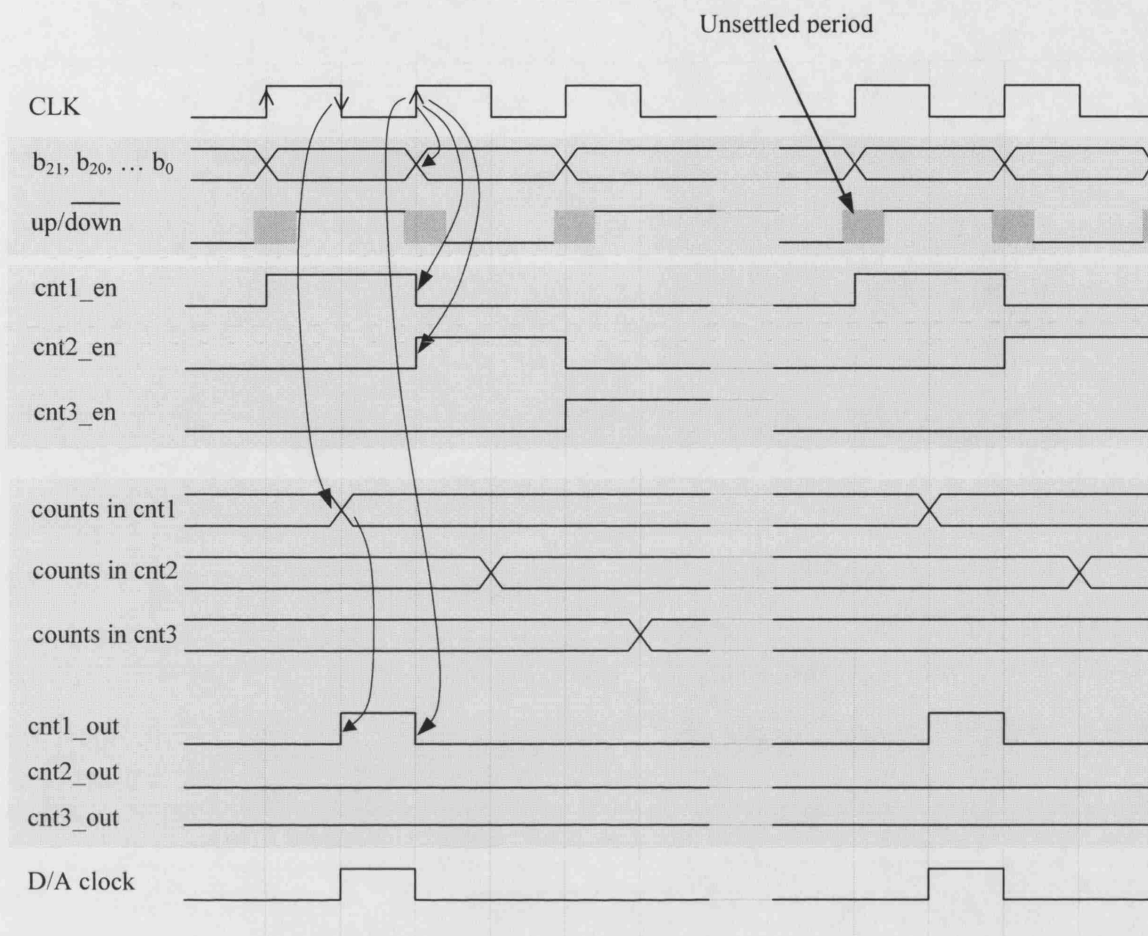 Unsettled period
CLK
b₂₁, b₂₀, … b₀
up/down
cnt1_en
cnt2_en
cnt3_en
counts in cnt1
counts in cnt2
counts in cnt3
cnt1_out
cnt2_out
cnt3_out
D/A clock